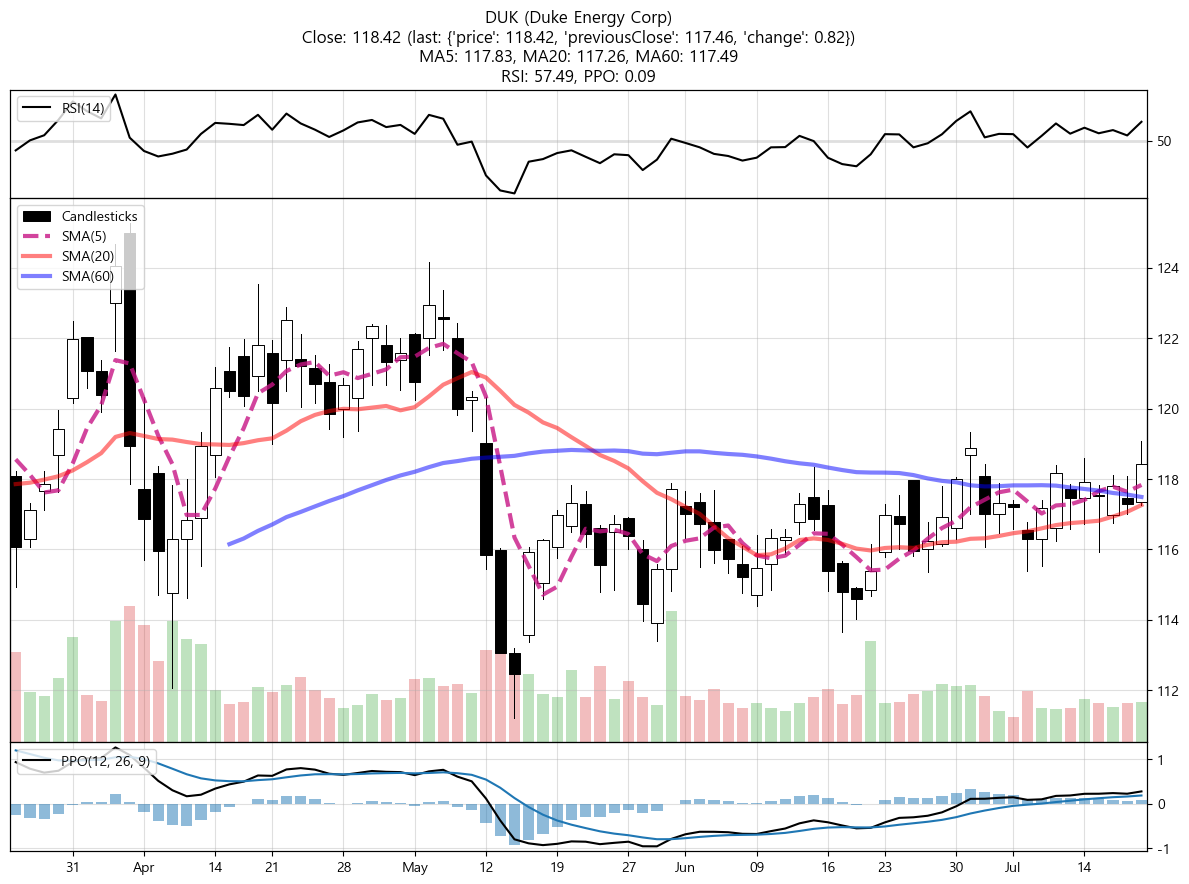 DUK (Duke Energy Corp)
Close: 118.42 (last: {'price': 118.42, 'previousClose': 117.46, 'change': 0.82})
MA5: 117.83, MA20: 117.26, MA60: 117.49
RSI: 57.49, PPO: 0.09
RSI(14)
50
Candlesticks
SMA(5)
SMA(20)
SMA(60)
124
122
120
118
116
114
112
PPO(12, 26, 9)
1
0
-1
31 Apr 14 21 28 May 12 19 27 Jun 09 16 23 30 Jul 14